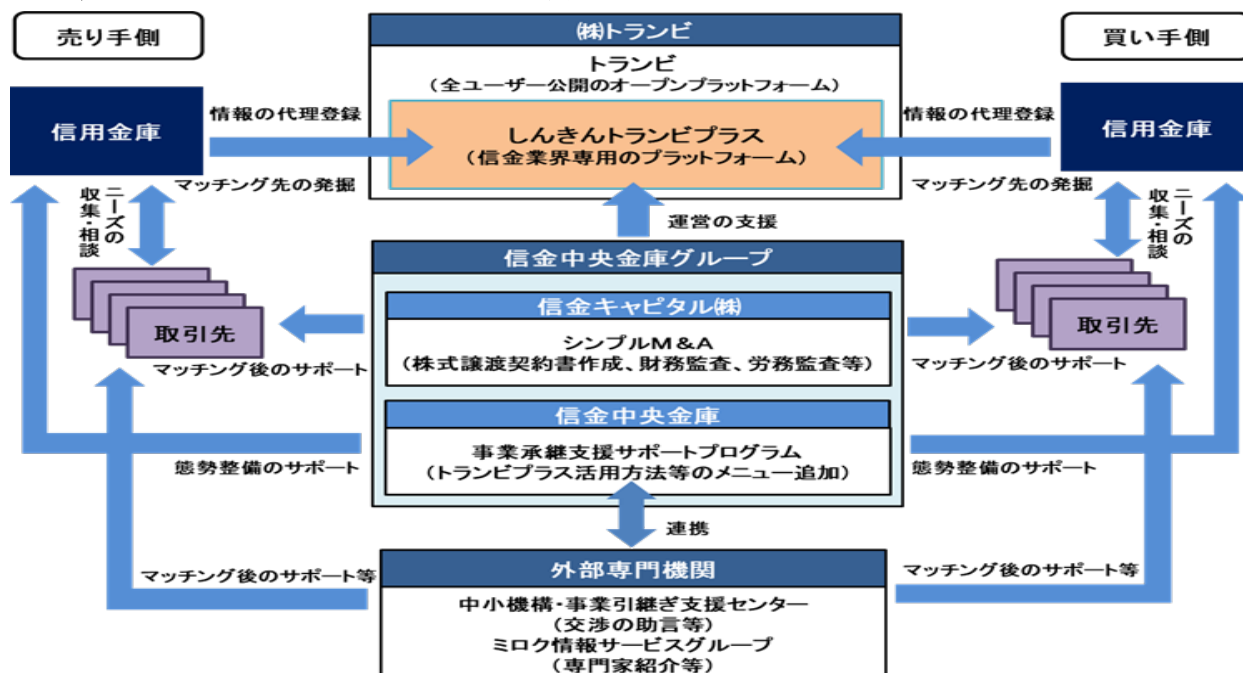 売り手側
㈱トランビ
買い手側
トランビ
(全ユーザー公開のオープンプラットフォーム)
信用金庫
情報の代理登録
しんきんトランビプラス
(信金業界専用のプラットフォーム)
情報の代理登録
信用金庫
マッチング先の発掘
マッチング先の発掘
ニーズの
収集・相談
運営の支援
ニーズの
収集・相談
信金中央金庫グループ
信金キャピタル㈱
取引先
シンプルM&A
(株式譲渡契約書作成、財務監査、労務監査等)
取引先
マッチング後のサポート
マッチング後のサポート
信金中央金庫
事業承継支援サポートプログラム
(トランビプラス活用方法等のメニュー追加)
態勢整備のサポート
態勢整備のサポート
連携
外部専門機関
マッチング後のサポート等
マッチング後のサポート等
中小機構・事業引継ぎ支援センター
(交渉の助言等)
ミロク情報サービスグループ
(専門家紹介等)